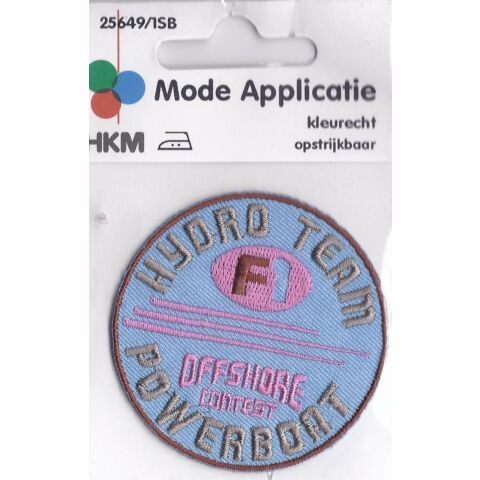 25649/1SB
Mode Applicatie
kleurecht
opstrijkbaar
HKM
HYDRO TEAM
F1
OFFSHORE
CONTEST
POWERBOAT